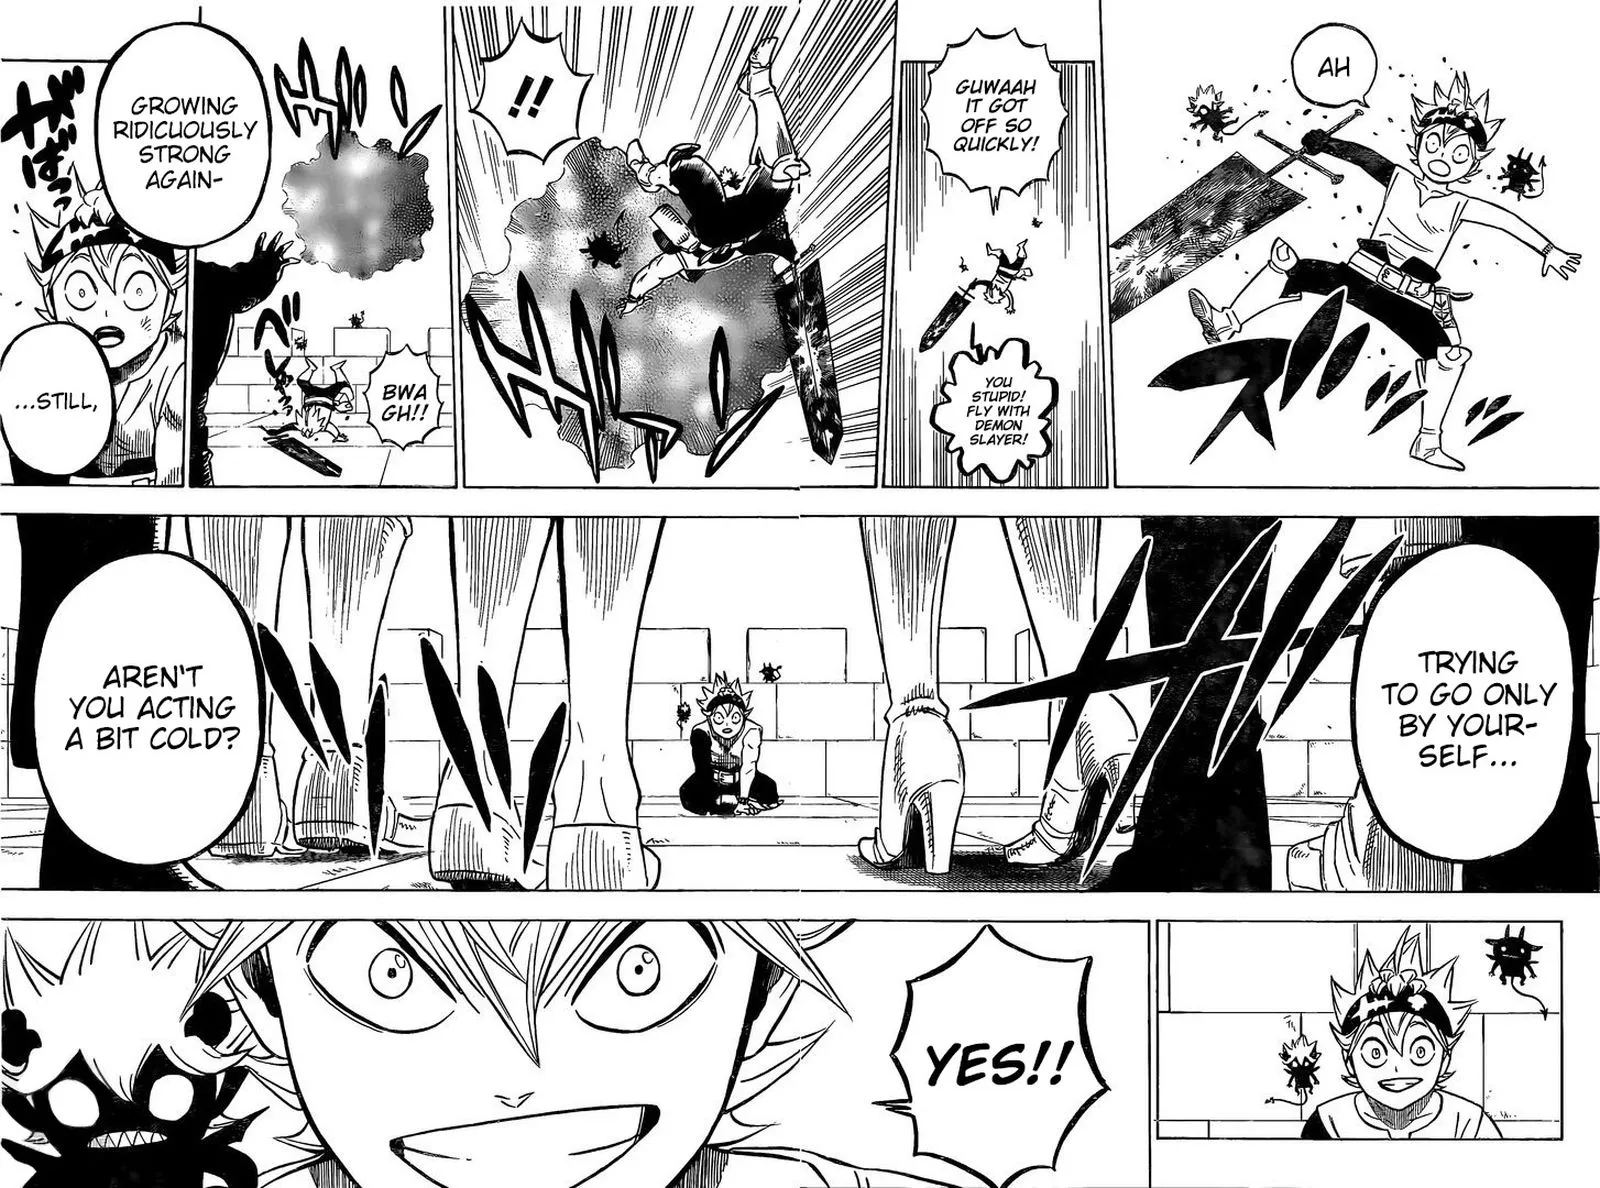 AH
GUWAAH
IT GOT
OFF SO
QUICKLY!
YOU
STUPID!
FLY WITH
DEMON
SLAYER!
!!
BWA
GH!!
GROWING
RIDICUOUSLY
STRONG
AGAIN-
...STILL,
TRYING
TO GO ONLY
BY YOUR-
SELF...
AREN'T
YOU ACTING
A BIT COLD?
YES!!